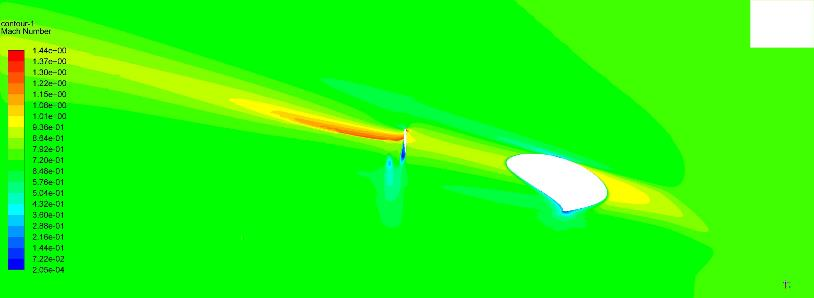 contour-1
Mach Number
1.44e+00
1.37e+00
1.30e+00
1.22e+00
1.15e+00
1.08e+00
1.01e+00
9.36e-01
8.64e-01
7.92e-01
7.20e-01
6.48e-01
5.76e-01
5.04e-01
4.32e-01
3.60e-01
2.88e-01
2.16e-01
1.44e-01
7.22e-02
2.05e-04